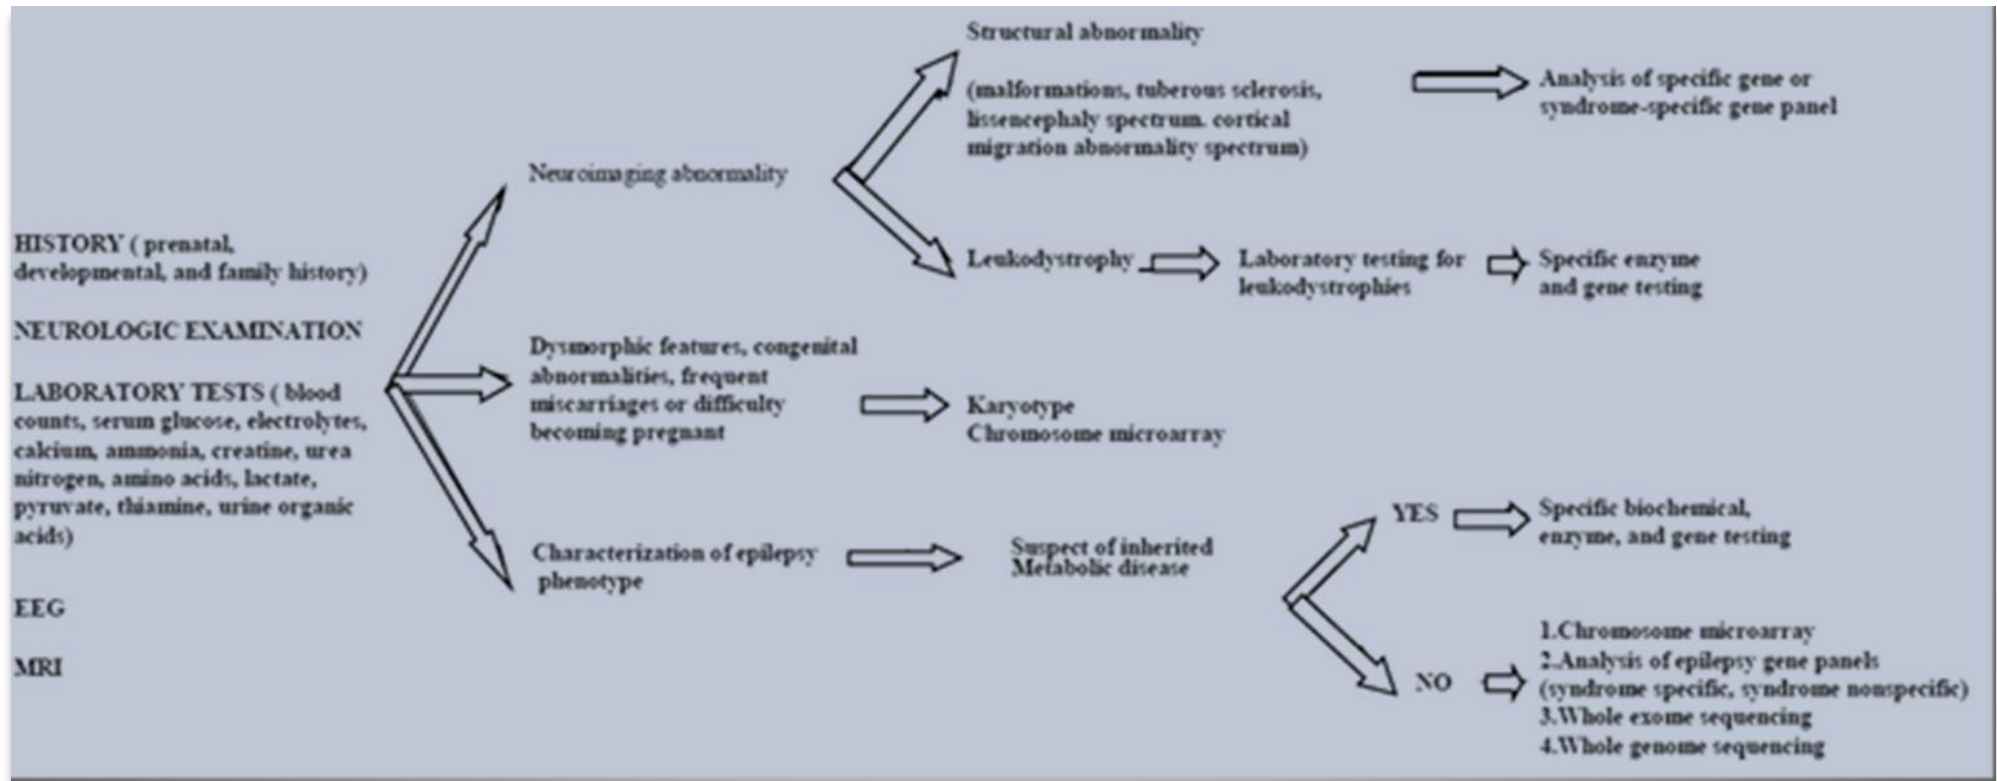 HISTORY ( prenatal,
developmental, and family history)
NEUROLOGIC EXAMINATION
LABORATORY TESTS ( blood
counts, serum glucose, electrolytes,
calcium, ammonia, creatine, urea
nitrogen, amino acids, lactate,
pyruvate, thiamine, urine organic
acids)
EEG
MRI
Neuroimaging abnormality
Structural abnormality
(malformations, tuberous sclerosis,
lissencephaly spectrum. cortical
migration abnormality spectrum)
Analysis of specific gene or
syndrome-specific gene panel
Leukodystrophy
Laboratory testing for
leukodystrophies
Specific enzyme
and gene testing
Dysmorphic features, congenital
abnormalities, frequent
miscarriages or difficulty
becoming pregnant
Karyotype
Chromosome microarray
Characterization of epilepsy
phenotype
Suspect of inherited
Metabolic disease
YES
Specific biochemical,
enzyme, and gene testing
NO
1.Chromosome microarray
2.Analysis of epilepsy gene panels
(syndrome specific, syndrome nonspecific)
3.Whole exome sequencing
4.Whole genome sequencing